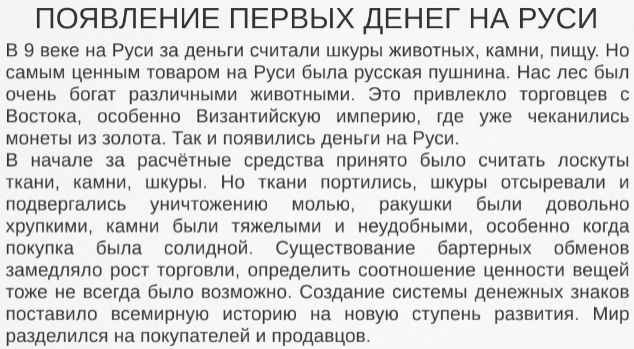 ПОЯВЛЕНИЕ ПЕРВЫХ ДЕНЕГ НА РУСИ
В 9 веке на Руси за деньги считали шкуры животных, камни, пищу. Но
самым ценным товаром на Руси была русская пушнина. Нас лес был
очень богат различными животными. Это привлекло торговцев с
Востока, особенно Византийскую империю, где уже чеканились
монеты из золота. Так и появились деньги на Руси.
В начале за расчётные средства принято было считать лоскуты
ткани, камни, шкуры. Но ткани портились, шкуры отсыревали и
подвергались уничтожению молью, ракушки были довольно
хрупкими, камни были тяжелыми и неудобными, особенно когда
покупка была солидной. Существование бартерных обменов
замедляло рост торговли, определить соотношение ценности вещей
тоже не всегда было возможно. Создание системы денежных знаков
поставило всемирную историю на новую ступень развития. Мир
разделился на покупателей и продавцов.